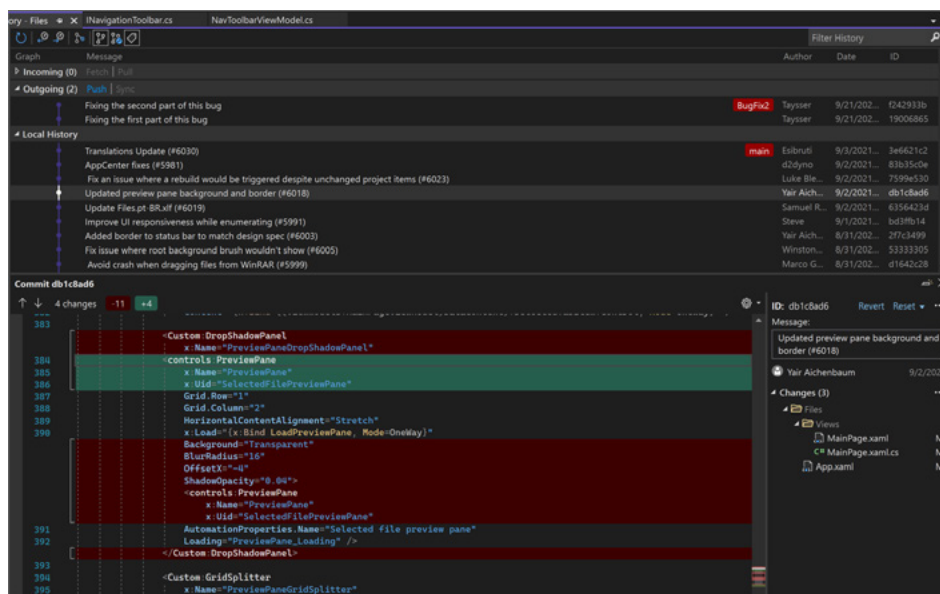 ory - Files
INavigationToolbar.cs
NavToolbarViewModel.cs
Filter History
Graph Message Author Date ID
Incoming (0) Fetch | Pull
Outgoing (2) Push | Sync
Fixing the second part of this bug BugFix2 Taysser 9/21/202... f242933b
Fixing the first part of this bug Taysser 9/21/202... 19006865
Local History
Translations Update (#6030) main Esibruti 9/3/2021... 3e6621c2
AppCenter fixes (#5981) d2dyno 9/2/2021... 83b35c0e
Fix an issue where a rebuild would be triggered despite unchanged project items (#6023) Luke Ble... 9/2/2021... 7599e530
Updated preview pane background and border (#6018) Yair Aich... 9/2/2021... db1c8ad6
Update Files.pt-BR.xlf (#6019) Samuel R... 9/2/2021... 6356423d
Improve UI responsiveness while enumerating (#5991) Steve 9/1/2021... bd3ffb14
Added border to status bar to match design spec (#6003) Yair Aich... 8/31/202... 2f7c3499
Fix issue where root background brush wouldn't show (#6005) Winston... 8/31/202... 53333305
Avoid crash when dragging files from WinRAR (#5999) Marco G... 8/31/202... d1642c28
Commit db1c8ad6
4 changes -11 +4
383
<Custom:DropShadowPanel
x:Name="PreviewPaneDropShadowPanel"
384 <controls:PreviewPane
385 x:Name="PreviewPane"
386 x:Uid="SelectedFilePreviewPane"
387 Grid.Row="1"
388 Grid.Column="2"
389 HorizontalContentAlignment="Stretch"
390 x:Load="{x:Bind LoadPreviewPane, Mode=OneWay}"
Background="Transparent"
BlurRadius="16"
OffsetX="-4"
ShadowOpacity="0.04">
<controls:PreviewPane
x:Name="PreviewPane"
x:Uid="SelectedFilePreviewPane"
391 AutomationProperties.Name="Selected file preview pane"
392 Loading="PreviewPane_Loading" />
</Custom:DropShadowPanel>
393
394 <Custom:GridSplitter
395 x:Name="PreviewPaneGridSplitter"
ID: db1c8ad6 Revert Reset
Message:
Updated preview pane background and
border (#6018)
Yair Aichenbaum 9/2/202
Changes (3)
Files
Views
MainPage.xaml M
C# MainPage.xaml.cs M
App.xaml M